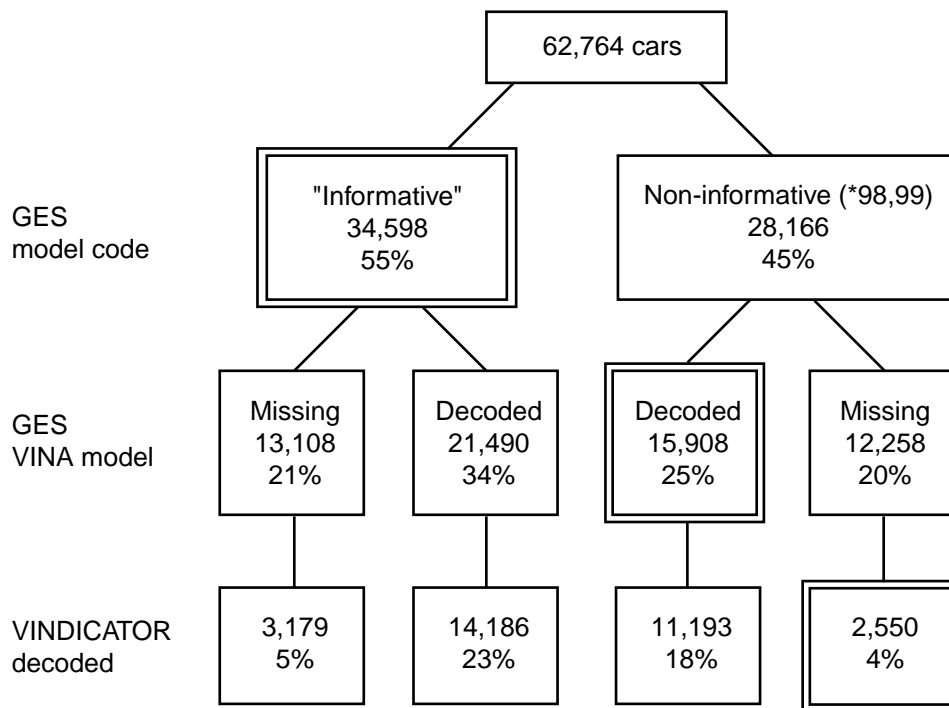 62,764 cars
GES
model code
"Informative"
34,598
55%
Non-informative (*98,99)
28,166
45%
GES
VINA model
Missing
13,108
21%
Decoded
21,490
34%
Decoded
15,908
25%
Missing
12,258
20%
VINDICATOR
decoded
3,179
5%
14,186
23%
11,193
18%
2,550
4%